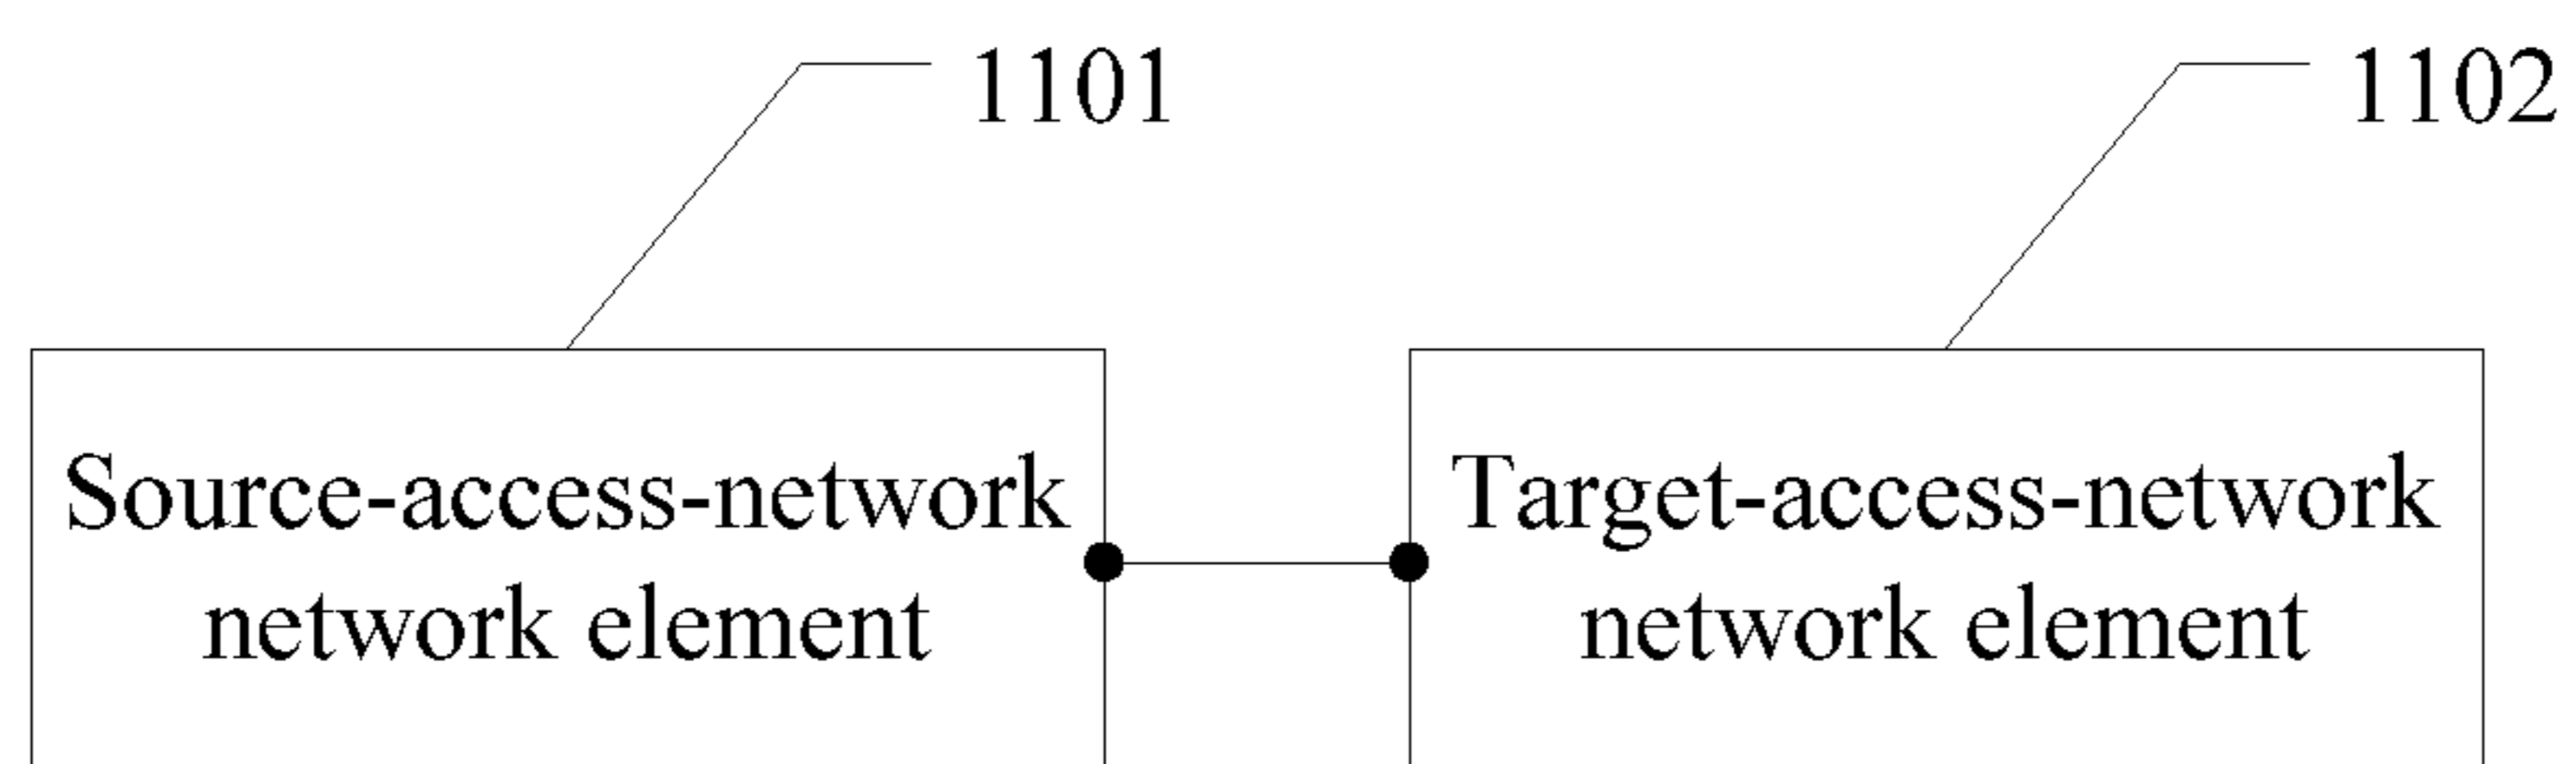 1101
1102
Source-access-network
network element
Target-access-network
network element